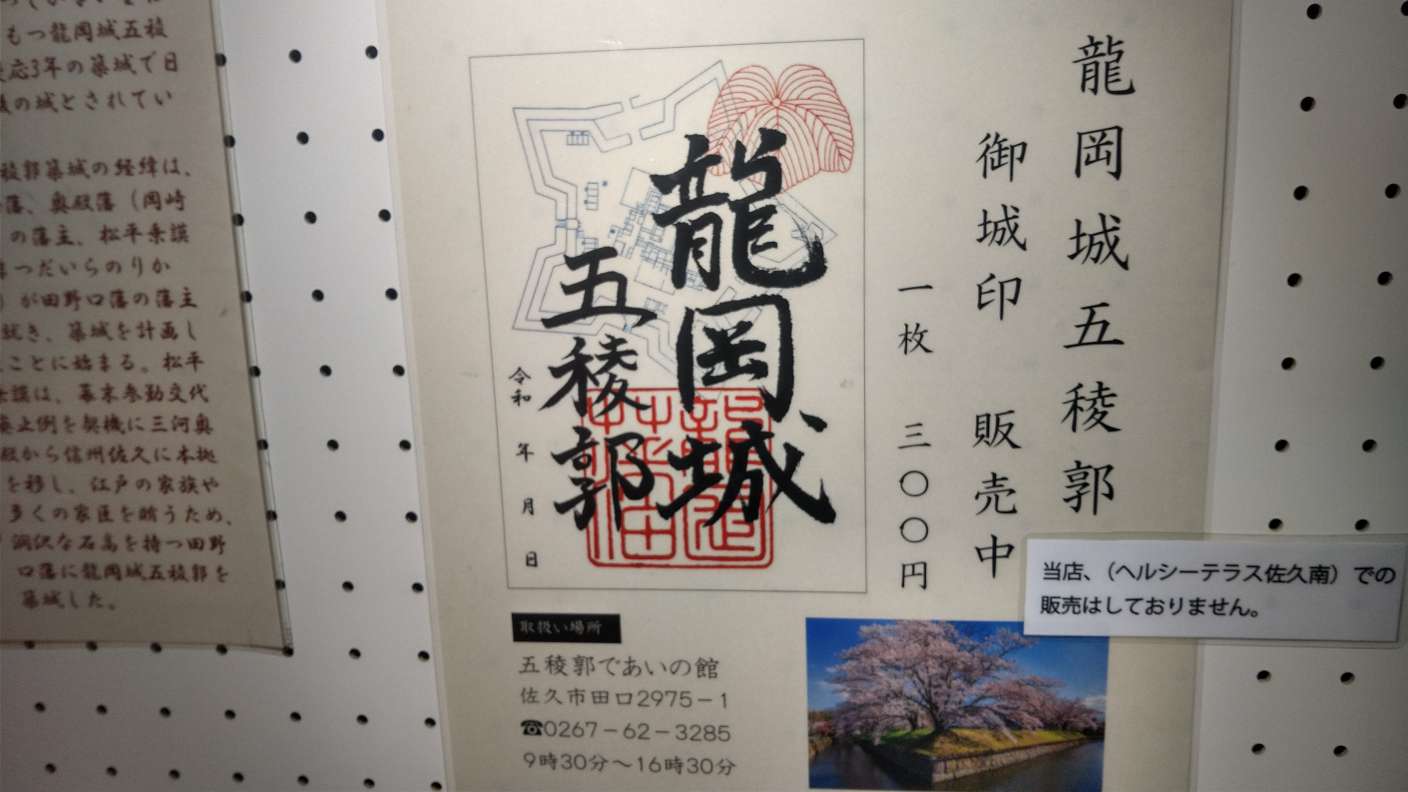 龍岡城五稜郭
御城印 販売中
一枚 三〇〇円
龍岡城
五稜郭
令和 年 月 日
当店、（ヘルシーテラス佐久南）での
販売はしておりません。
取扱い場所
五稜郭であいの館
佐久市田口2975－1
☎0267－62－3285
9時30分～16時30分
もつ龍岡城五稜
応3年の築城で日
の城とされてい
稜郭築城の経緯は、
藩、奥殿藩（岡崎
の藩主、松平乗謨
つだいらのりか
）が田野口藩の藩主
就き、築城を計画し
ことに始まる。松平
乗謨は、幕末参勤交代
廃止例を契機に三河奥
殿から信州佐久に本拠
を移し、江戸の家族や
多くの家臣を賄うため、
潤沢な石高を持つ田野
口藩に龍岡城五稜郭を
築城した。